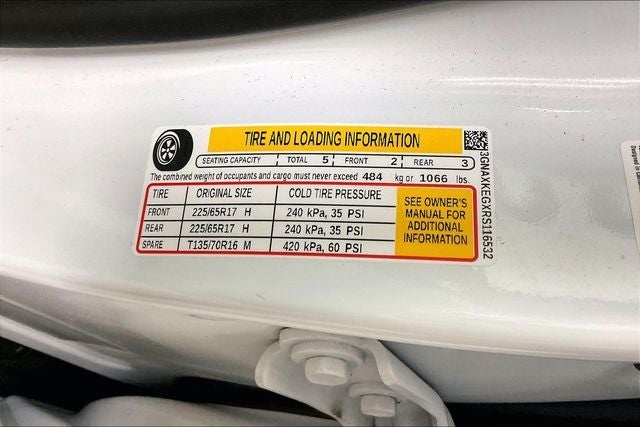 TIRE AND LOADING INFORMATION
SEATING CAPACITY TOTAL 5 FRONT 2 REAR 3
The combined weight of occupants and cargo must never exceed 484 kg or 1066 lbs.
TIRE ORIGINAL SIZE COLD TIRE PRESSURE
FRONT 225/65R17 H 240 kPa, 35 PSI
REAR 225/65R17 H 240 kPa, 35 PSI
SPARE T135/70R16 M 420 kPa, 60 PSI
SEE OWNER'S
MANUAL FOR
ADDITIONAL
INFORMATION
3GNAXKEGXRS116532